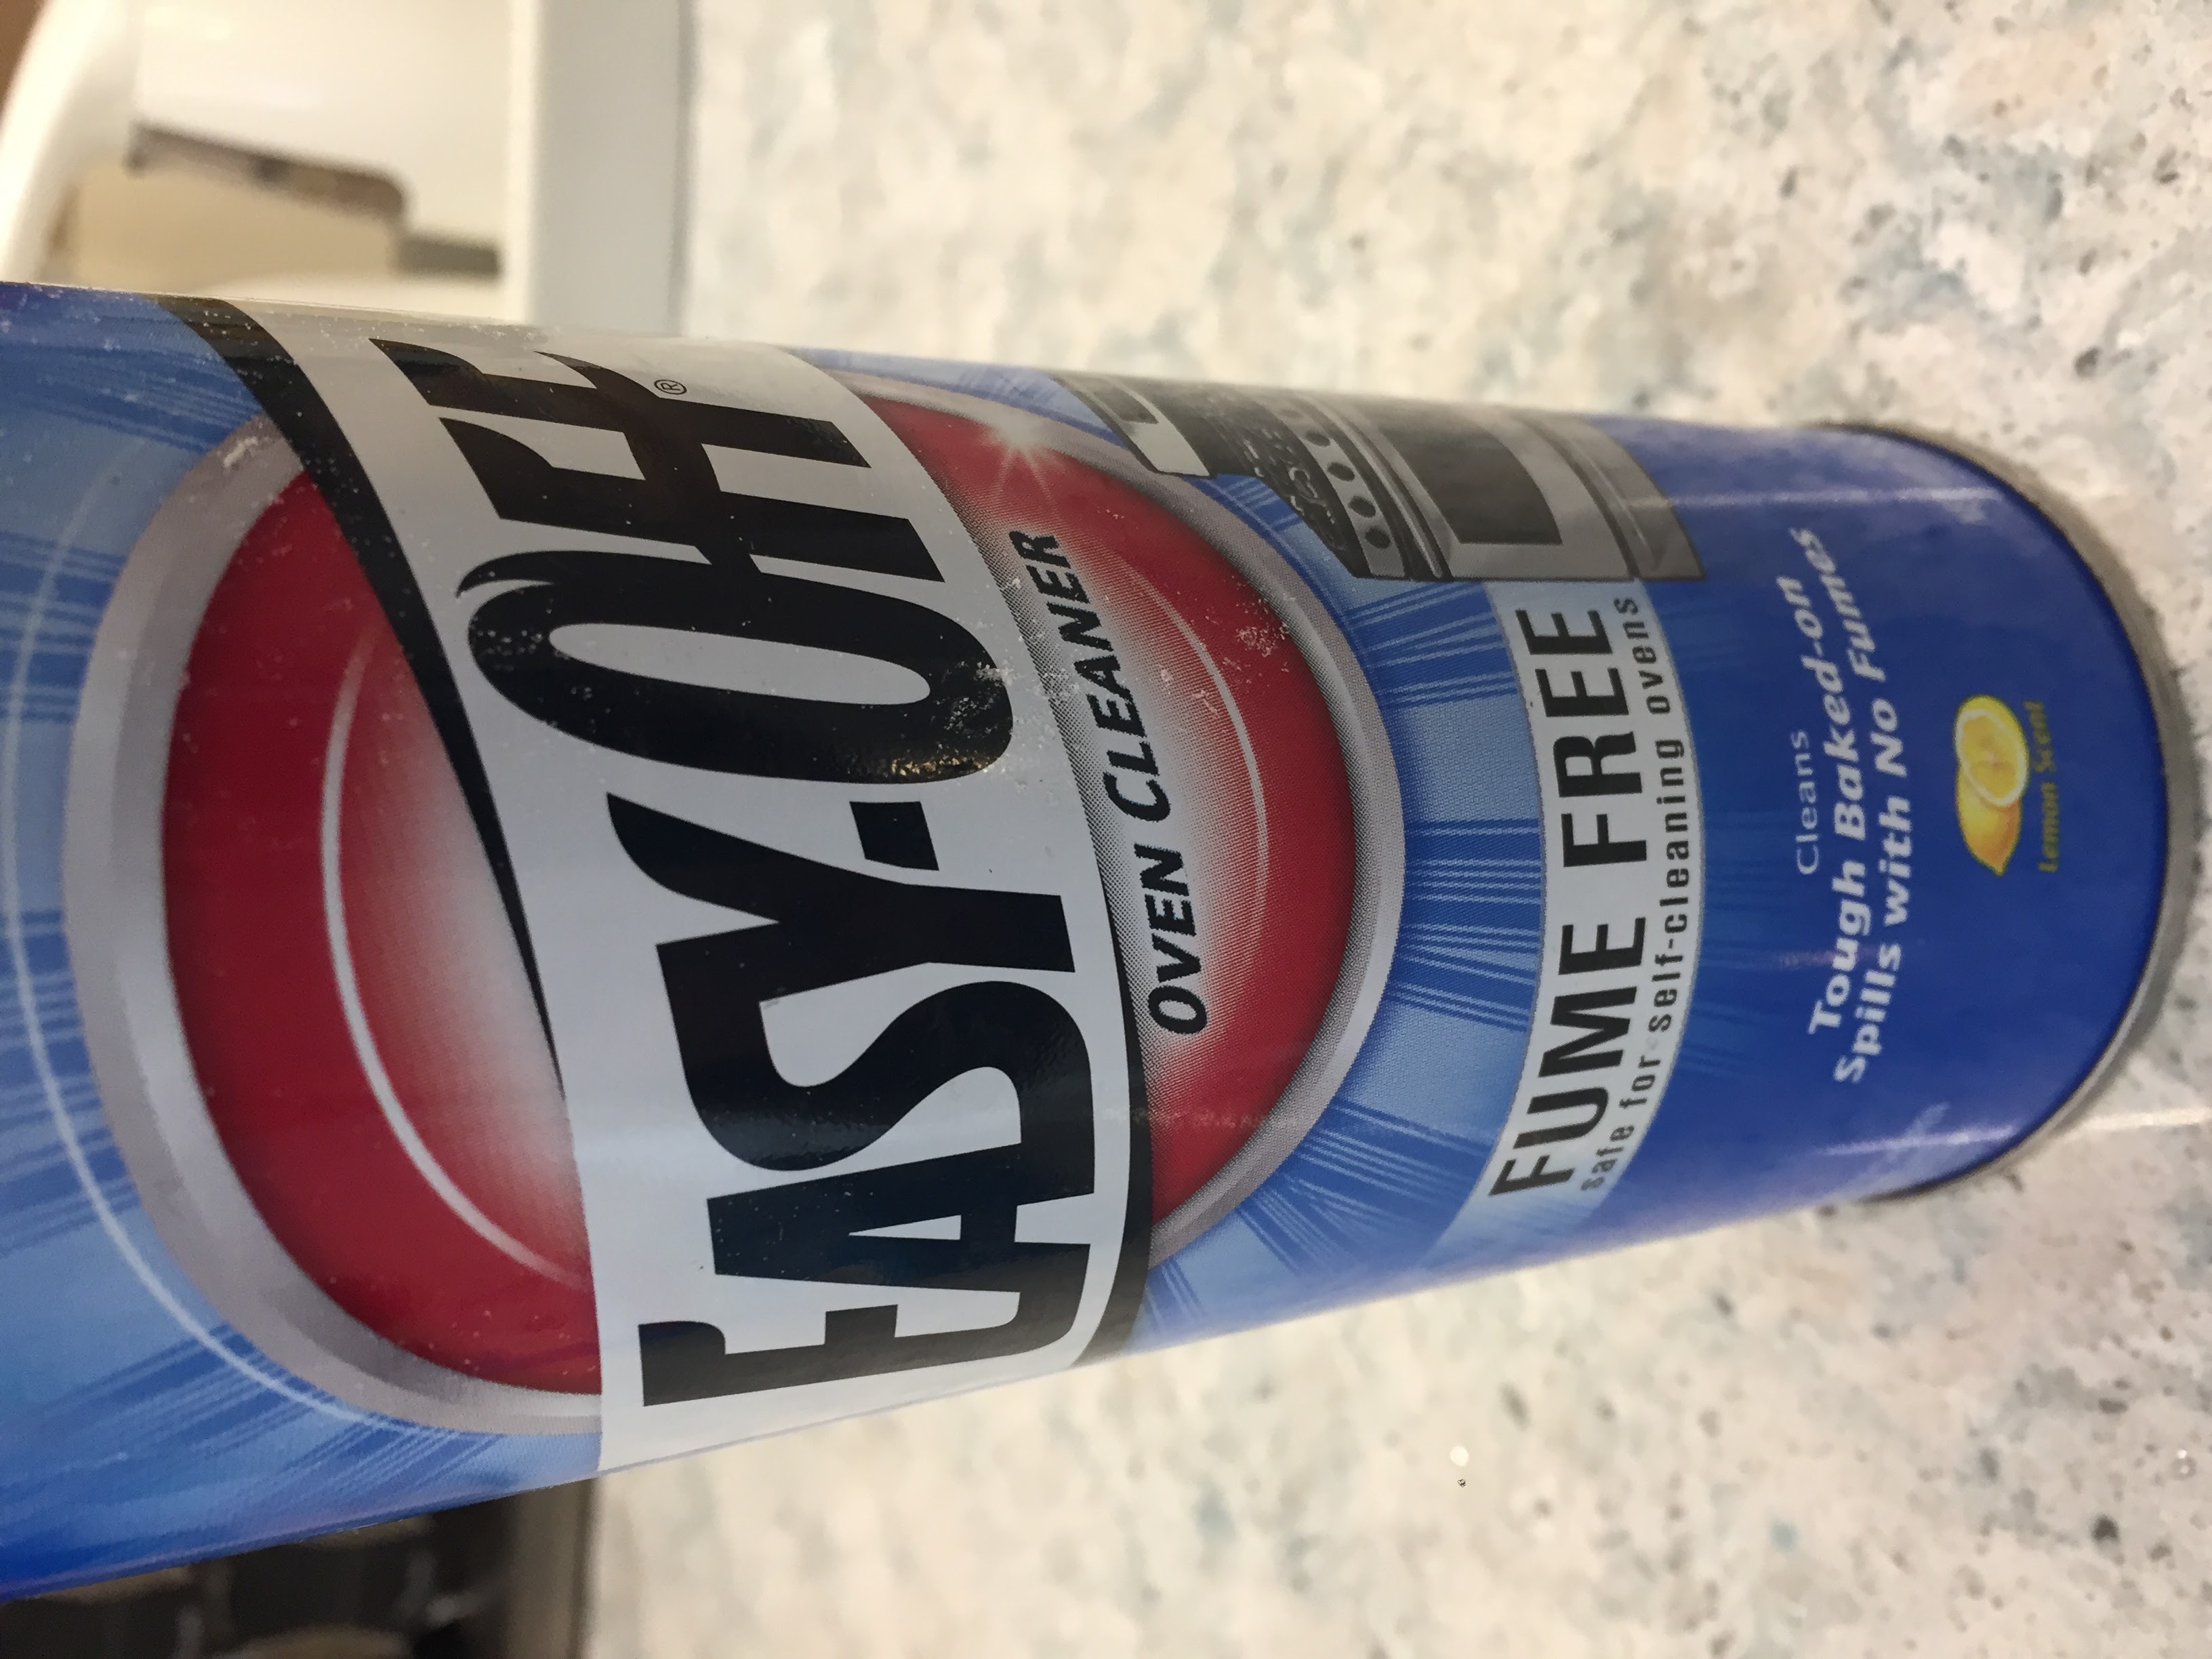 EASY-OFF®
OVEN CLEANER
FUME FREE
safe for self-cleaning ovens
Cleans
Tough Baked-on
Spills with No Fumes
Lemon Scent